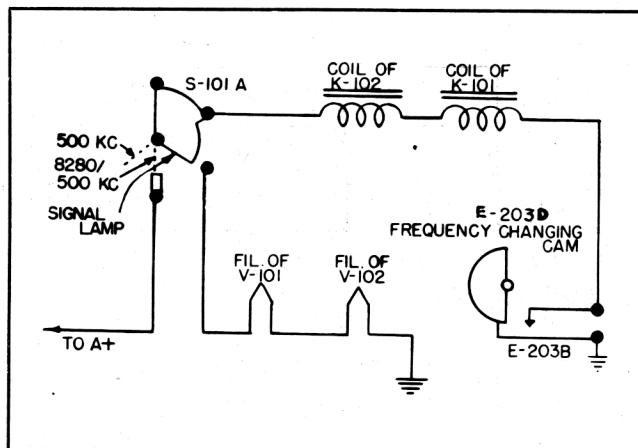 S-101 A
COIL OF
K-102
COIL OF
K-101
500 KC
8280/
500 KC
SIGNAL
LAMP
E-203D
FREQUENCY CHANGING
CAM
FIL. OF
V-101
FIL. OF
V-102
TO A+
E-203B